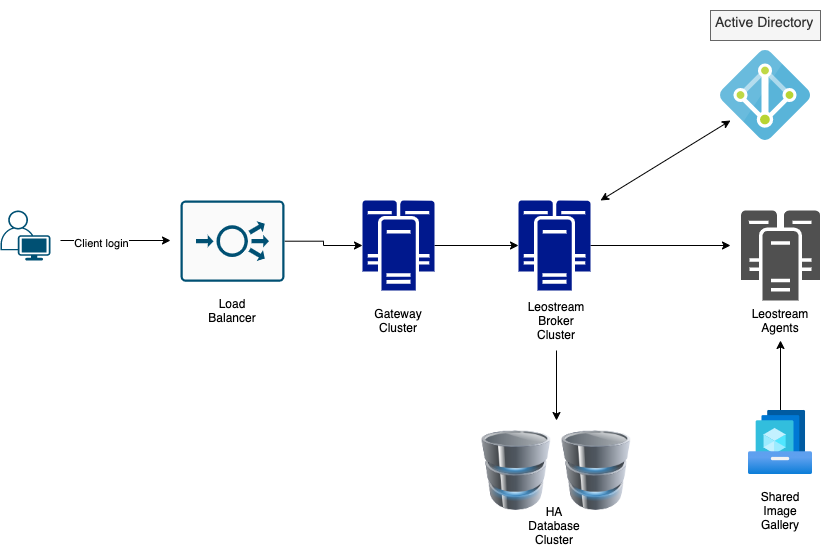 Active Directory
Client login
Load
Balancer
Gateway
Cluster
Leostream
Broker
Cluster
Leostream
Agents
HA
Database
Cluster
Shared
Image
Gallery